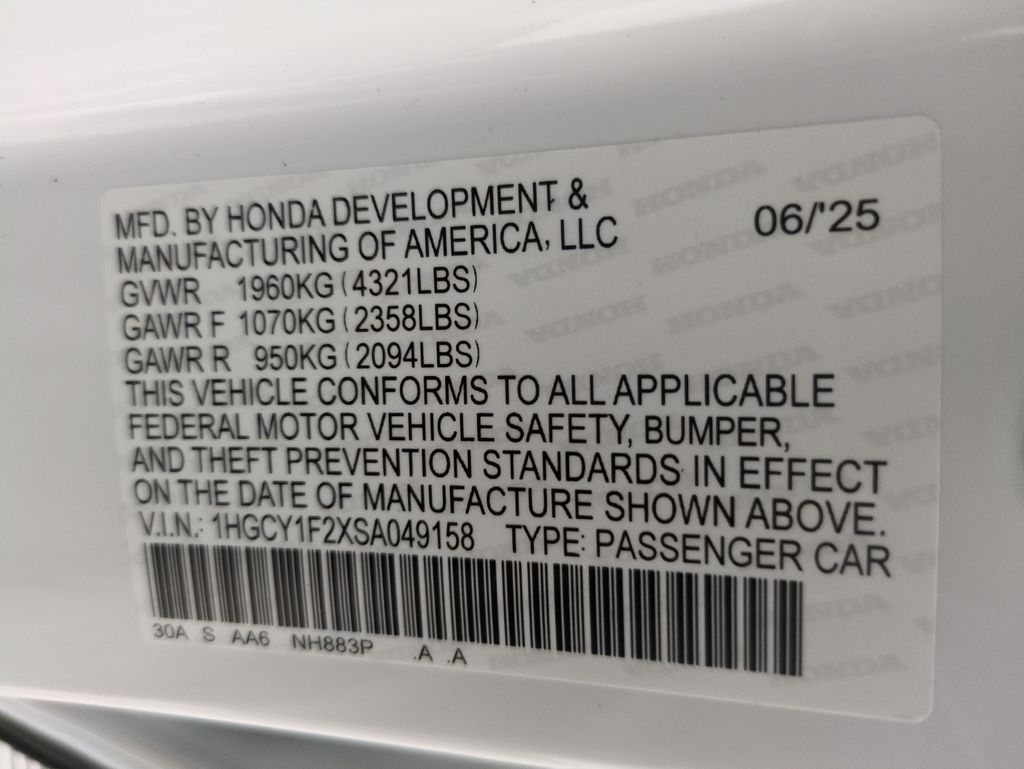 MFD. BY HONDA DEVELOPMENT &
MANUFACTURING OF AMERICA, LLC
06/'25
GVWR 1960KG (4321LBS)
GAWR F 1070KG (2358LBS)
GAWR R 950KG (2094LBS)
THIS VEHICLE CONFORMS TO ALL APPLICABLE
FEDERAL MOTOR VEHICLE SAFETY, BUMPER,
AND THEFT PREVENTION STANDARDS IN EFFECT
ON THE DATE OF MANUFACTURE SHOWN ABOVE.
V.I.N.: 1HGCY1F2XSA049158 TYPE: PASSENGER CAR
30A S AA6 NH883P .A .A